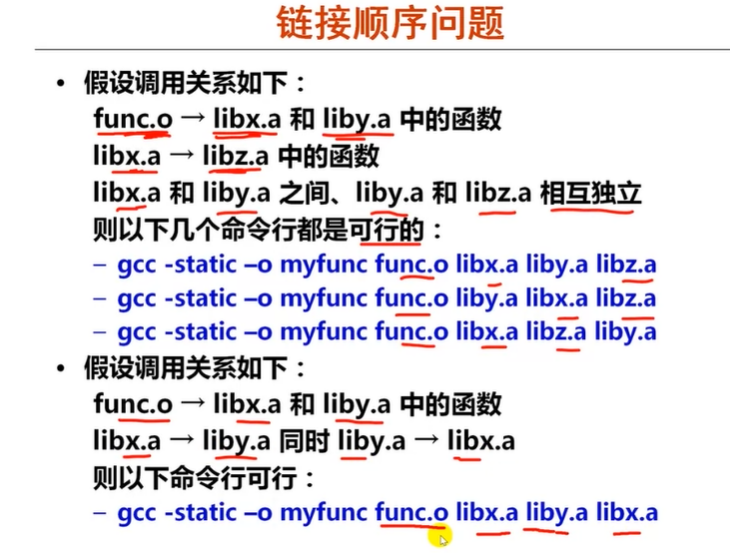 链接顺序问题
• 假设调用关系如下：
func.o → libx.a 和 liby.a 中的函数
libx.a → libz.a 中的函数
libx.a 和 liby.a 之间、liby.a 和 libz.a 相互独立
则以下几个命令行都是可行的：
– gcc -static –o myfunc func.o libx.a liby.a libz.a
– gcc -static –o myfunc func.o liby.a libx.a libz.a
– gcc -static –o myfunc func.o libx.a libz.a liby.a
• 假设调用关系如下：
func.o → libx.a 和 liby.a 中的函数
libx.a → liby.a 同时 liby.a → libx.a
则以下命令行可行：
– gcc -static –o myfunc func.o libx.a liby.a libx.a